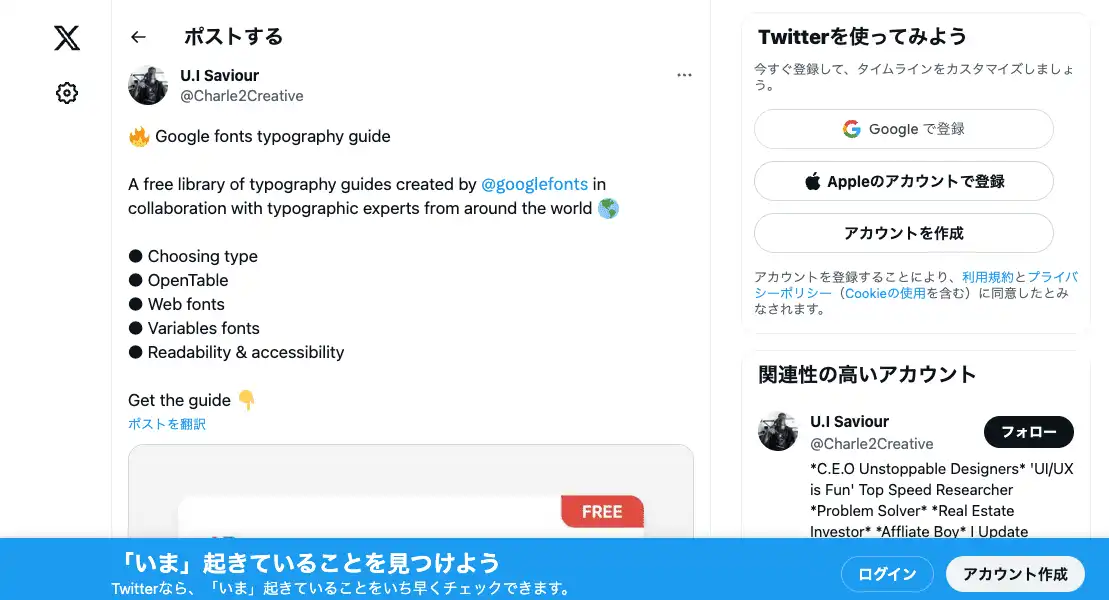 ポストする
U.I Saviour
@Charle2Creative
🔥 Google fonts typography guide
A free library of typography guides created by @googlefonts in
collaboration with typographic experts from around the world 🌎
● Choosing type
● OpenTable
● Web fonts
● Variables fonts
● Readability & accessibility
Get the guide 👇
ポストを翻訳
FREE
Twitterを使ってみよう
今すぐ登録して、タイムラインをカスタマイズしましょ
う。
Google で登録
Appleのアカウントで登録
アカウントを作成
アカウントを登録することにより、利用規約とプライバ
シーポリシー（Cookieの使用を含む）に同意したとみ
なされます。
関連性の高いアカウント
U.I Saviour
@Charle2Creative
フォロー
*C.E.O Unstoppable Designers* 'UI/UX
is Fun' Top Speed Researcher
*Problem Solver* *Real Estate
Investor* *Affliate Boy* I Update
「いま」起きていることを見つけよう
Twitterなら、「いま」起きていることをいち早くチェックできます。
ログイン
アカウント作成